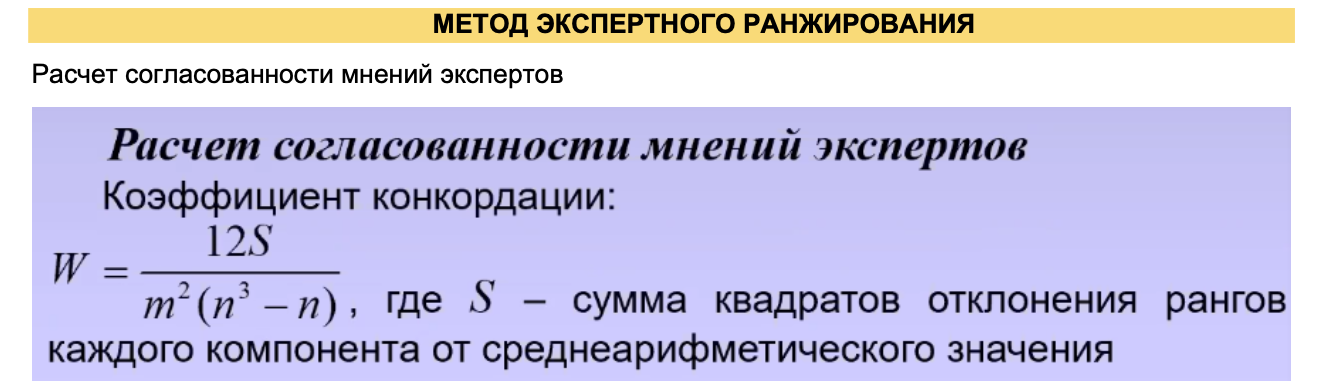 МЕТОД ЭКСПЕРТНОГО РАНЖИРОВАНИЯ
Расчет согласованности мнений экспертов
Расчет согласованности мнений экспертов
Коэффициент конкордации:
W = 12S / m²(n³ – n), где S – сумма квадратов отклонения рангов
каждого компонента от среднеарифметического значения